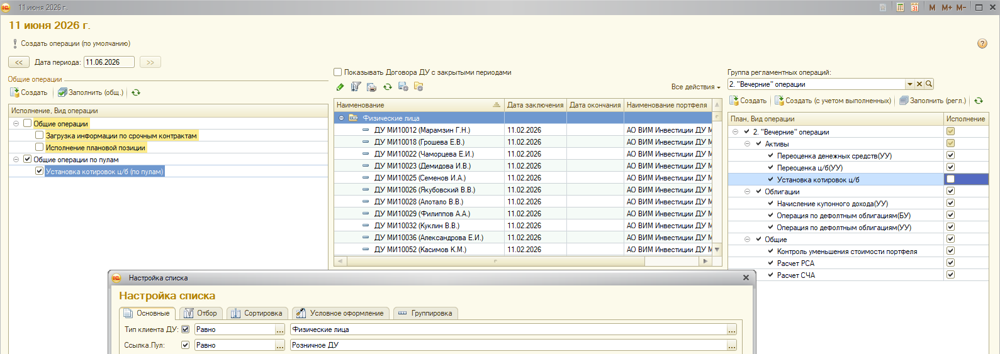 11 июня 2026 г.
M M+ M-
11 июня 2026 г.
Создать операции (по умолчанию)
<< Дата периода: 11.06.2026 >>
Общие операции
Создать Заполнить (общ.)
Исполнение, Вид операции
Общие операции
Загрузка информации по срочным контрактам
Исполнение плановой позиции
Общие операции по пулам
Установка котировок ц/б (по пулам)
Показывать Договора ДУ с закрытыми периодами
Все действия
Наименование Дата заключения Дата окончания Наименование портфеля
Физические лица
ДУ МИ10012 (Марамзин Г.Н.) 11.02.2026 АО ВИМ Инвестиции ДУ М
ДУ МИ10018 (Грошева Е.В.) 11.02.2026 АО ВИМ Инвестиции ДУ М
ДУ МИ10022 (Чаморцева Е.И.) 11.02.2026 АО ВИМ Инвестиции ДУ М
ДУ МИ10023 (Демидова И.В.) 11.02.2026 АО ВИМ Инвестиции ДУ М
ДУ МИ10025 (Семенов И.А.) 11.02.2026 АО ВИМ Инвестиции ДУ М
ДУ МИ10026 (Якубовский В.В.) 11.02.2026 АО ВИМ Инвестиции ДУ М
ДУ МИ10028 (Алотало В.В.) 11.02.2026 АО ВИМ Инвестиции ДУ М
ДУ МИ10029 (Филиппов А.А.) 11.02.2026 АО ВИМ Инвестиции ДУ М
ДУ МИ10032 (Куклин В.В.) 11.02.2026 АО ВИМ Инвестиции ДУ М
ДУ МИ10036 (Александрова Е.И.) 11.02.2026 АО ВИМ Инвестиции ДУ М
ДУ МИ10052 (Касимов К.М.) 11.02.2026 АО ВИМ Инвестиции ДУ М
Группа регламентных операций:
2. "Вечерние" операции
Создать Создать (с учетом выполненных) Заполнить (регл.)
План, Вид операции Исполнение
2. "Вечерние" операции
Активы
Переоценка денежных средств(УУ)
Переоценка ц/б(УУ)
Установка котировок ц/б
Облигации
Начисление купонного дохода(УУ)
Операция по дефолтным облигациям(БУ)
Операция по дефолтным облигациям(УУ)
Общие
Контроль уменьшения стоимости портфеля
Расчет РСА
Расчет СЧА
Настройка списка
Настройка списка
Основные Отбор Сортировка Условное оформление Группировка
Тип клиента ДУ: Равно ... Физические лица ...
Ссылка.Пул: Равно ... Розничное ДУ ...